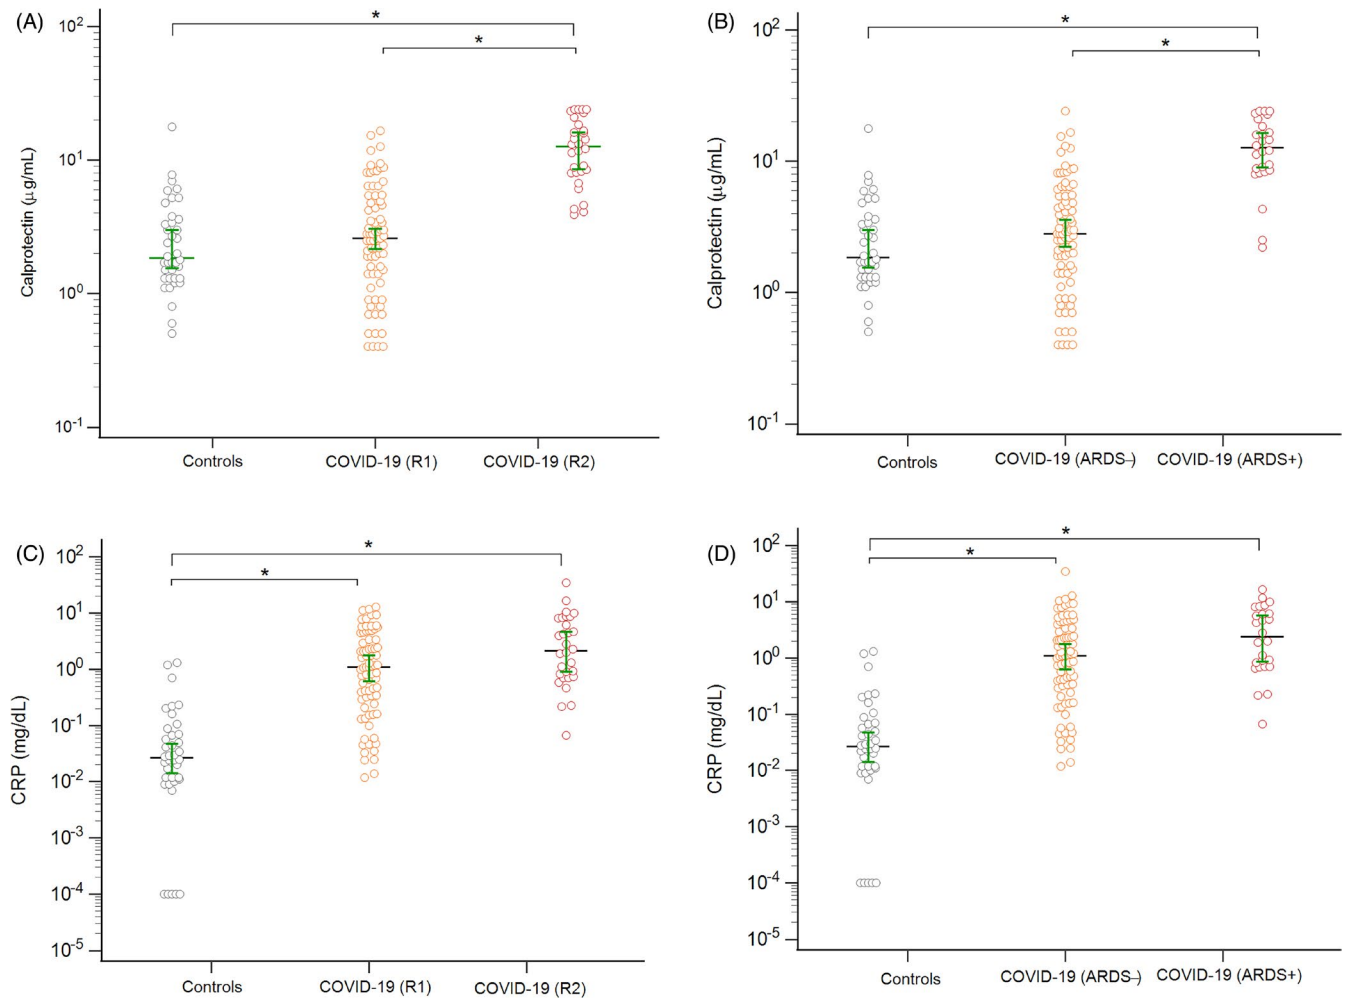 (A)
*
*
10²
10¹
10⁰
10⁻¹
Calprotectin (μg/mL)
Controls
COVID-19 (R1)
COVID-19 (R2)
(B)
*
*
10²
10¹
10⁰
10⁻¹
Calprotectin (μg/mL)
Controls
COVID-19 (ARDS–)
COVID-19 (ARDS+)
(C)
*
*
10²
10¹
10⁰
10⁻¹
10⁻²
10⁻³
10⁻⁴
10⁻⁵
CRP (mg/dL)
Controls
COVID-19 (R1)
COVID-19 (R2)
(D)
*
*
10²
10¹
10⁰
10⁻¹
10⁻²
10⁻³
10⁻⁴
10⁻⁵
CRP (mg/dL)
Controls
COVID-19 (ARDS–)
COVID-19 (ARDS+)